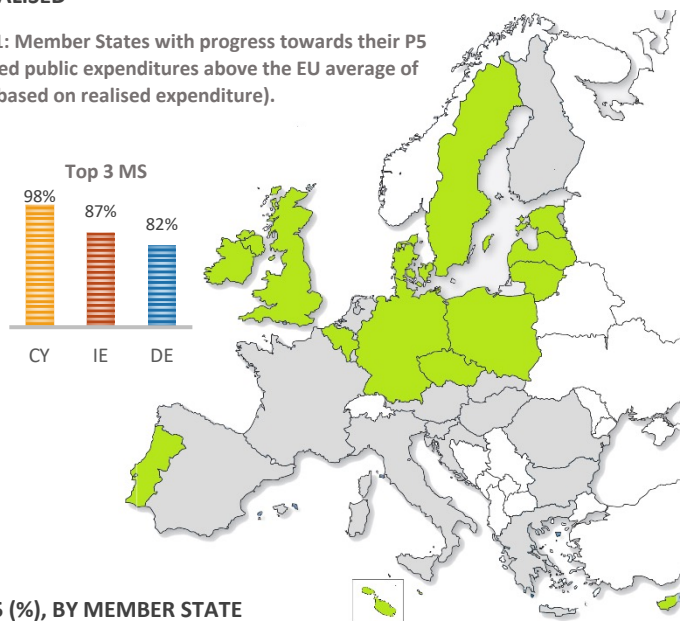 ALISED
1: Member States with progress towards their P5
ed public expenditures above the EU average of
based on realised expenditure).
Top 3 MS
98%
87%
82%
CY IE DE
(%), BY MEMBER STATE